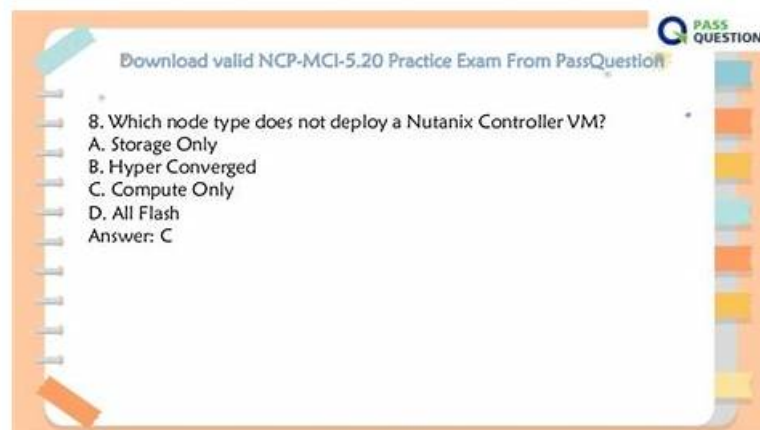 PASS
QUESTION
Download valid NCP-MCI-5.20 Practice Exam From PassQuestion
8. Which node type does not deploy a Nutanix Controller VM?
A. Storage Only
B. Hyper Converged
C. Compute Only
D. All Flash
Answer: C